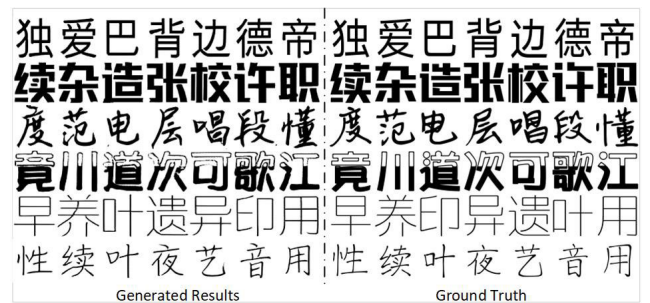 独爱巴背边德帝 独爱巴背边德帝
续杂造张校许职 续杂造张校许职
度范电层唱段懂 度范电层唱段懂
竟川道次可歌江 竟川道次可歌江
早养叶遗异印用 早养印异遗叶用
性续叶夜艺音用 性续叶夜艺音用
Generated Results Ground Truth